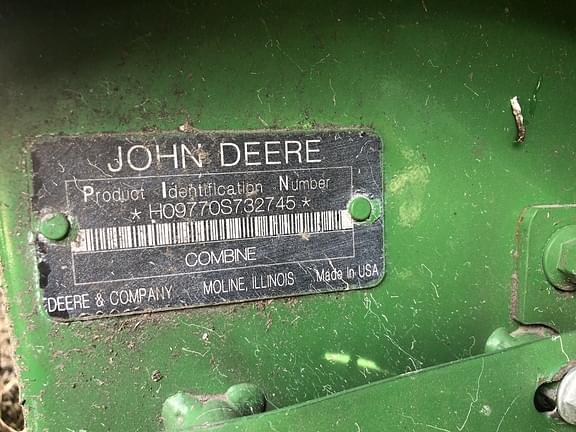 JOHN DEERE
Product Identification Number
* H09770S732745 *
COMBINE
DEERE & COMPANY MOLINE, ILLINOIS Made In USA